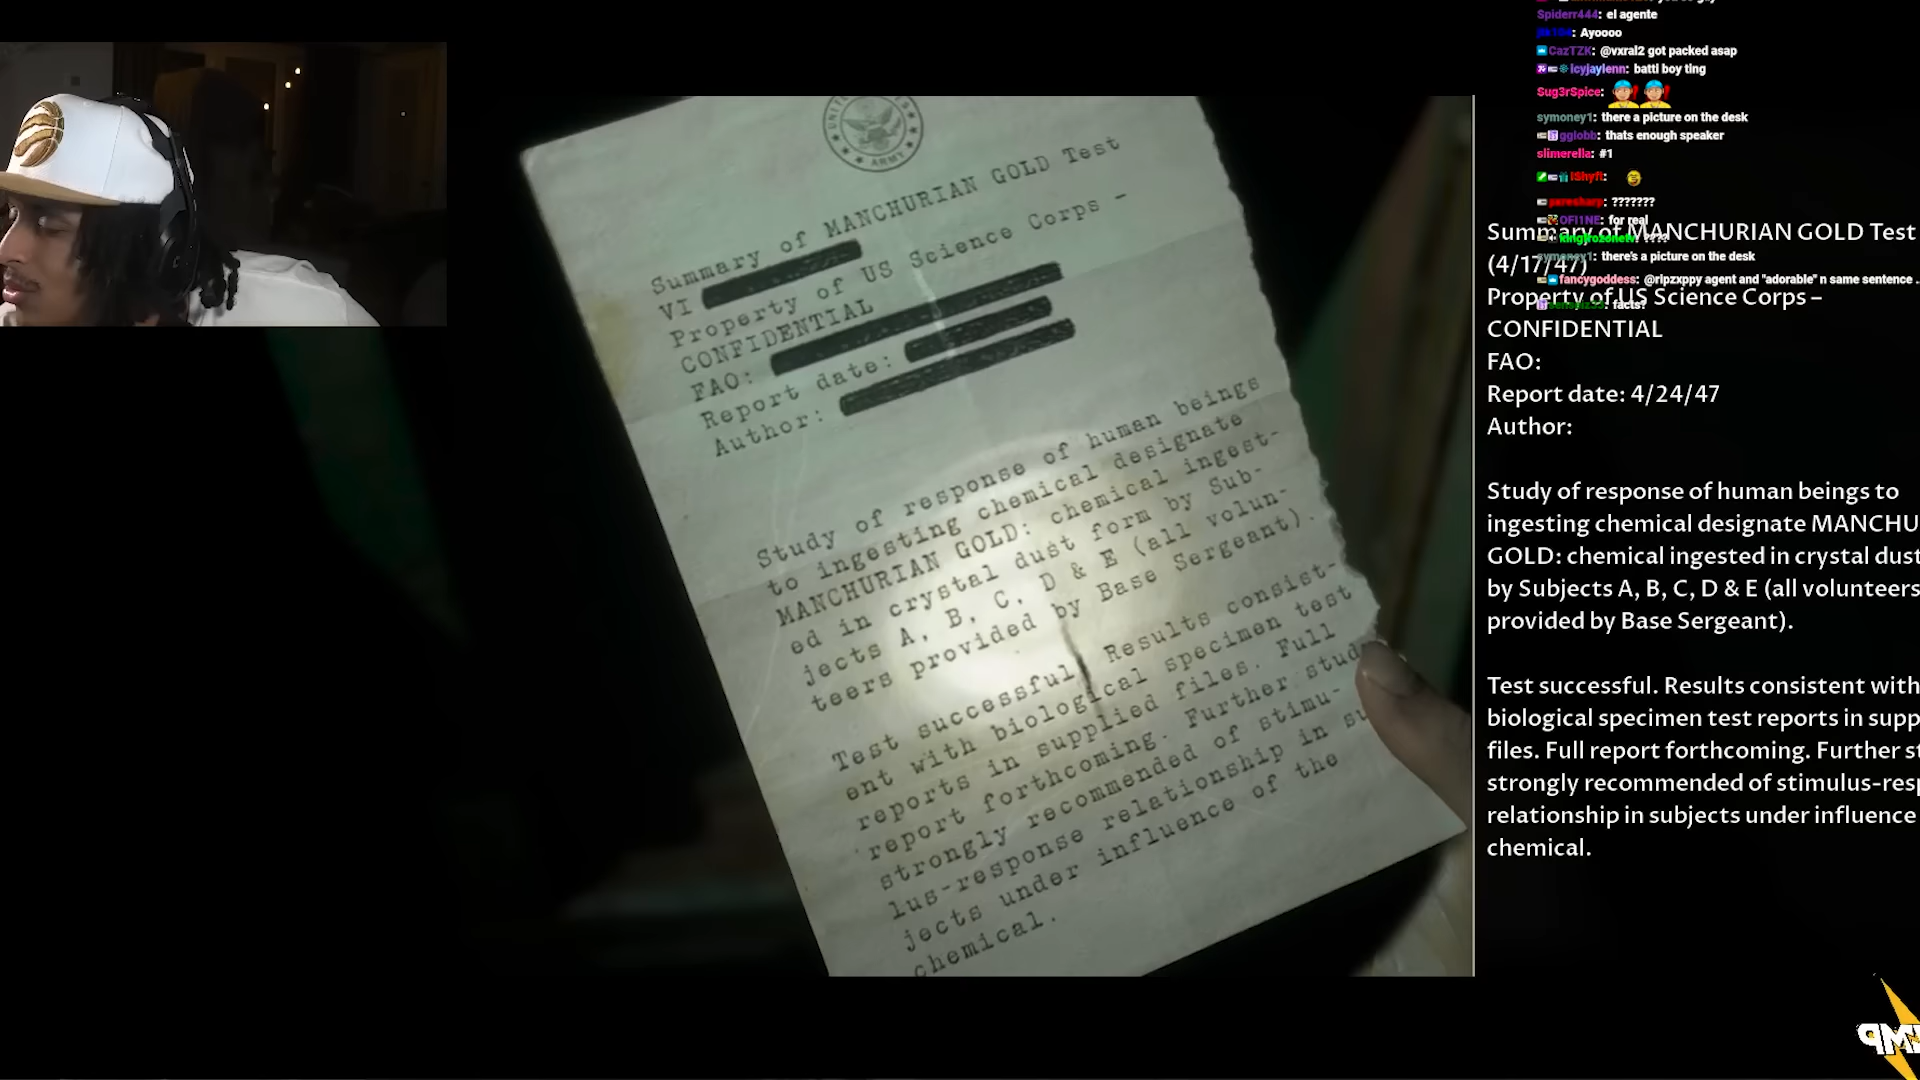 Spiderr444: el agente
Ayoooo
CazTZK: @vxral2 got packed asap
icyjaylenn: batti boy ting
Sug3rSpice:
symoney1: there a picture on the desk
gglobb: thats enough speaker
slimerella: #1
IShyft:
???????
OFI1NE: for real
kingfrozonetv: ????
symoney1: there's a picture on the desk
fancygoddess: @ripzxppy agent and "adorable" n same sentence ..
facts?
UNITED STATES
ARMY
Summary of MANCHURIAN GOLD Test
VI
Property of US Science Corps –
CONFIDENTIAL
FAO:
Report date:
Author:
Study of response of human beings
to ingesting chemical designate
MANCHURIAN GOLD: chemical ingest-
ed in crystal dust form by Sub-
jects A, B, C, D & E (all volun-
teers provided by Base Sergeant).
Test successful. Results consist-
ent with biological specimen test
reports in supplied files. Full
report forthcoming. Further stud
strongly recommended of stimu-
lus-response relationship in su
jects under influence of the
chemical.
Summary of MANCHURIAN GOLD Test
(4/17/47)
Property of US Science Corps –
CONFIDENTIAL
FAO:
Report date: 4/24/47
Author:
Study of response of human beings to
ingesting chemical designate MANCHU
GOLD: chemical ingested in crystal dust
by Subjects A, B, C, D & E (all volunteers
provided by Base Sergeant).
Test successful. Results consistent with
biological specimen test reports in supp
files. Full report forthcoming. Further st
strongly recommended of stimulus-resp
relationship in subjects under influence
chemical.